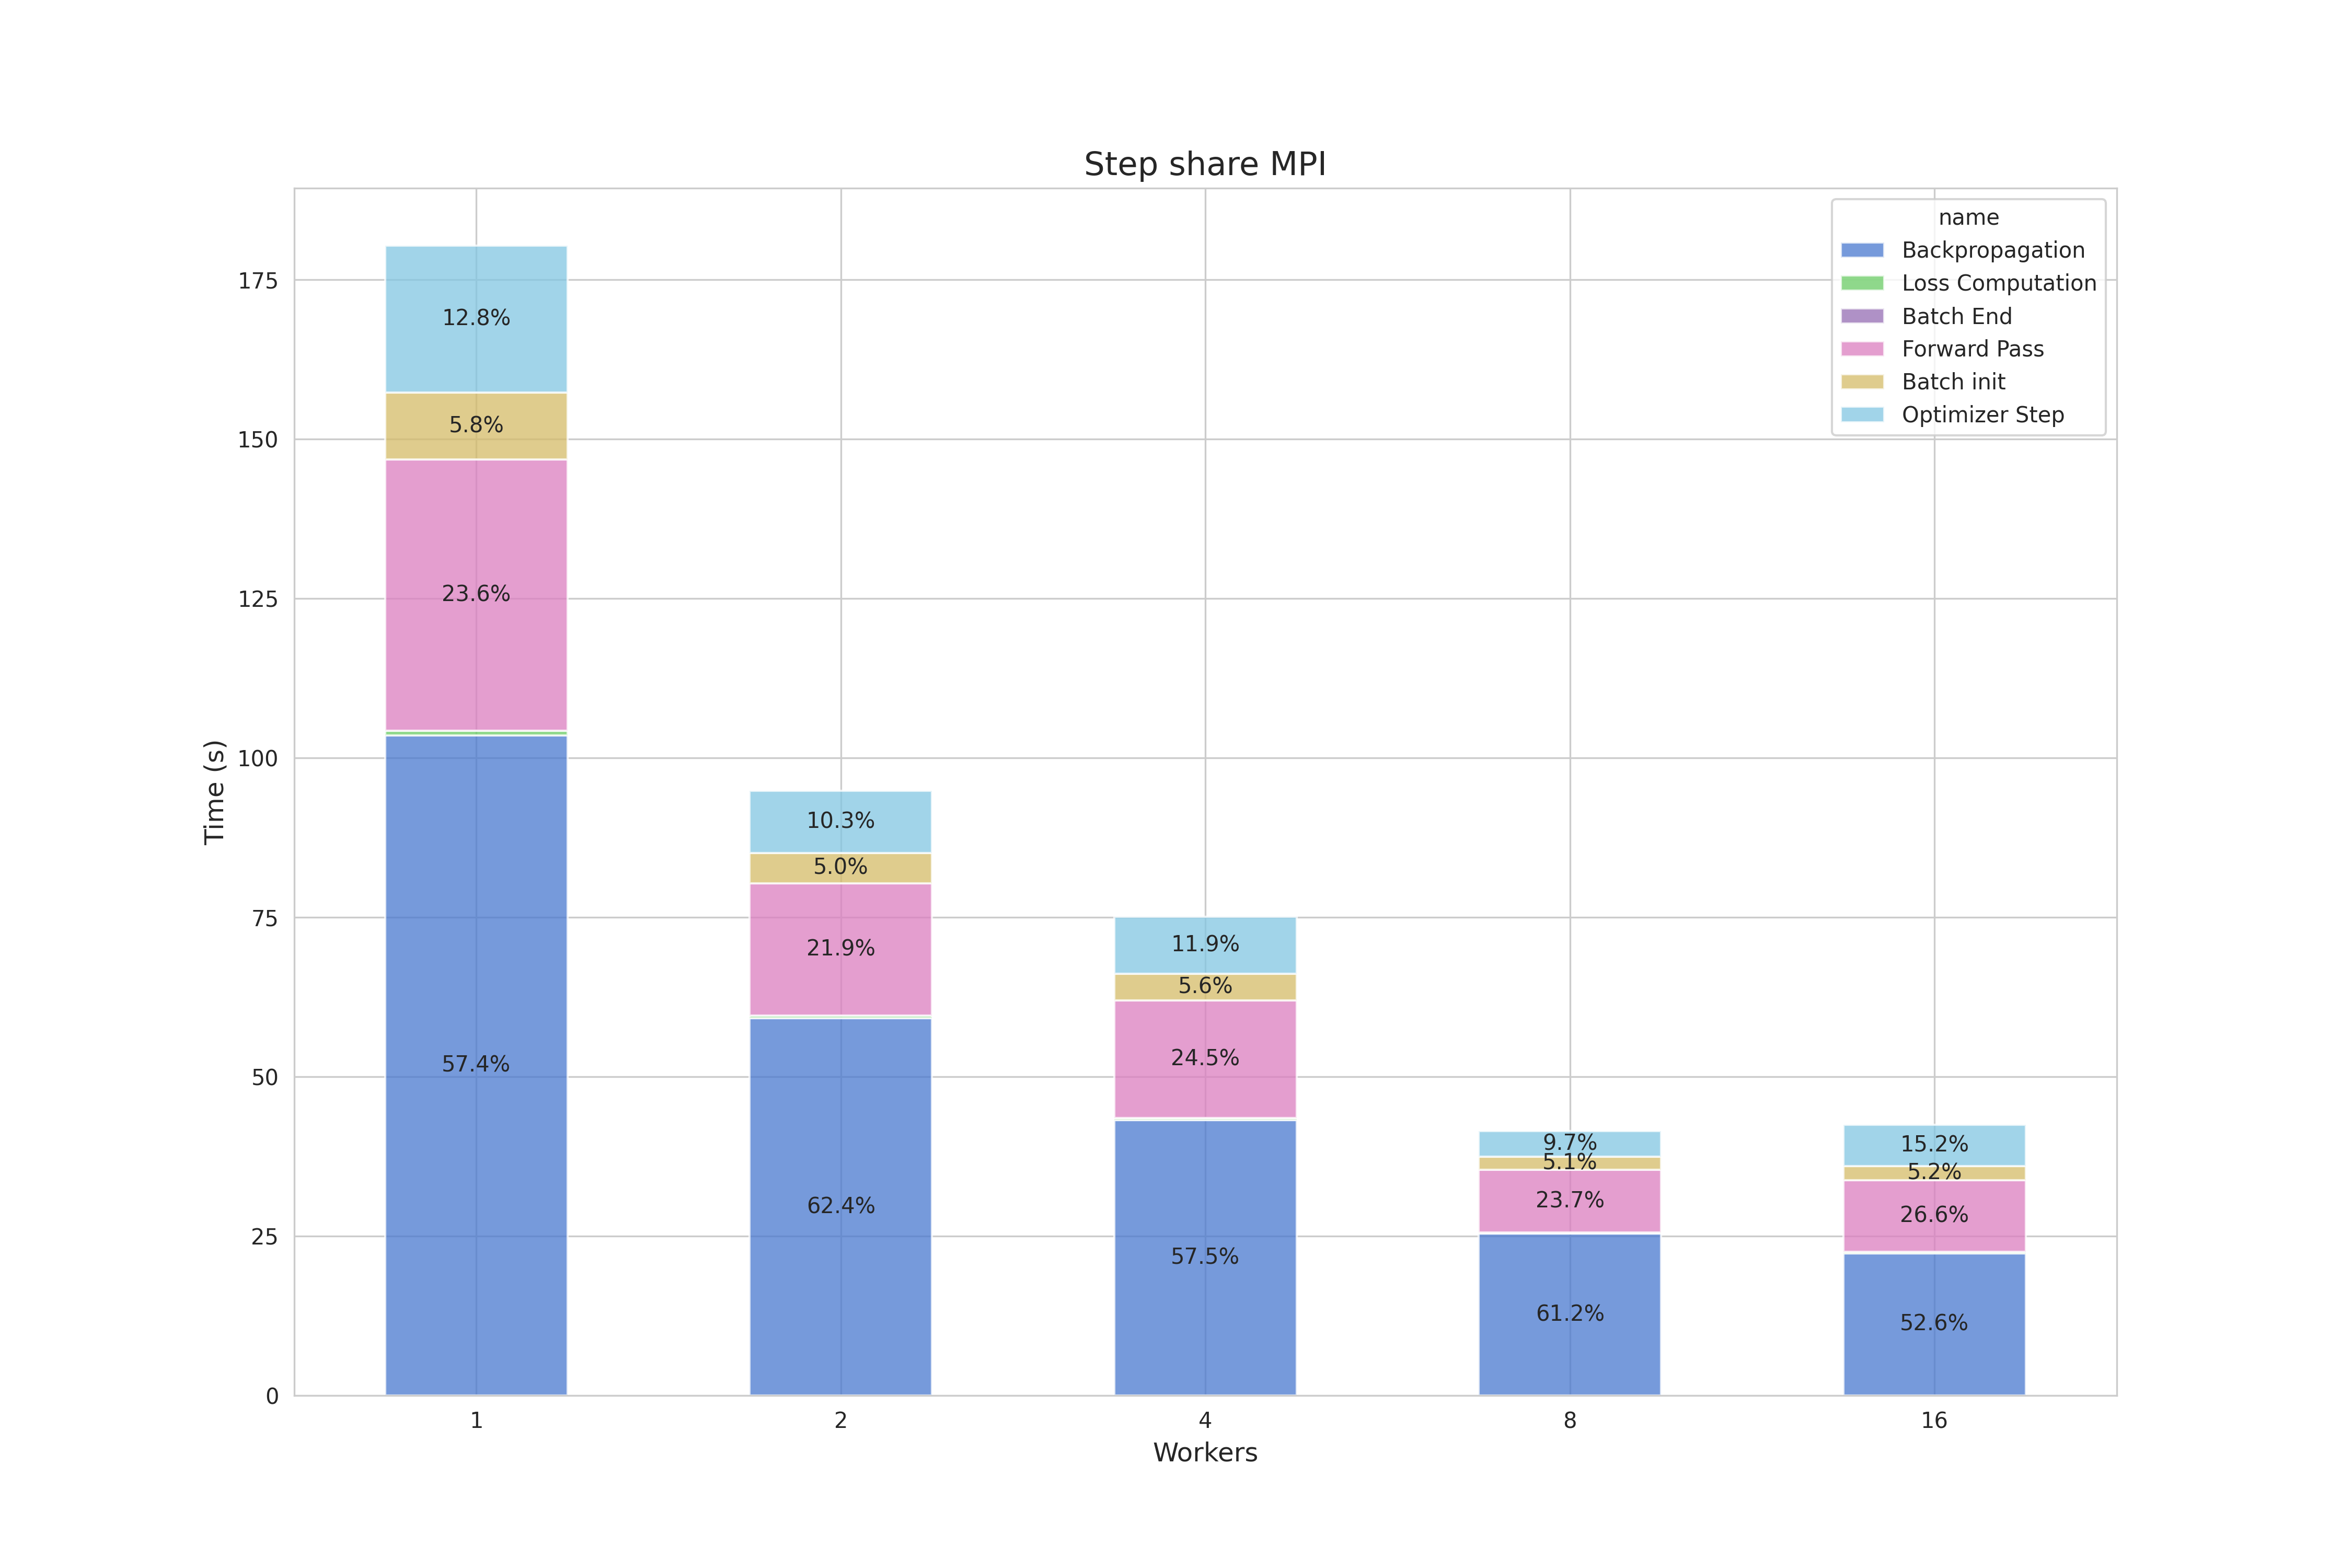 Step share MPI
name
Backpropagation
Loss Computation
Batch End
Forward Pass
Batch init
Optimizer Step
Time (s)
175
150
125
100
75
50
25
0
12.8%
5.8%
23.6%
57.4%
10.3%
5.0%
21.9%
62.4%
11.9%
5.6%
24.5%
57.5%
9.7%
5.1%
23.7%
61.2%
15.2%
5.2%
26.6%
52.6%
1 2 4 8 16
Workers